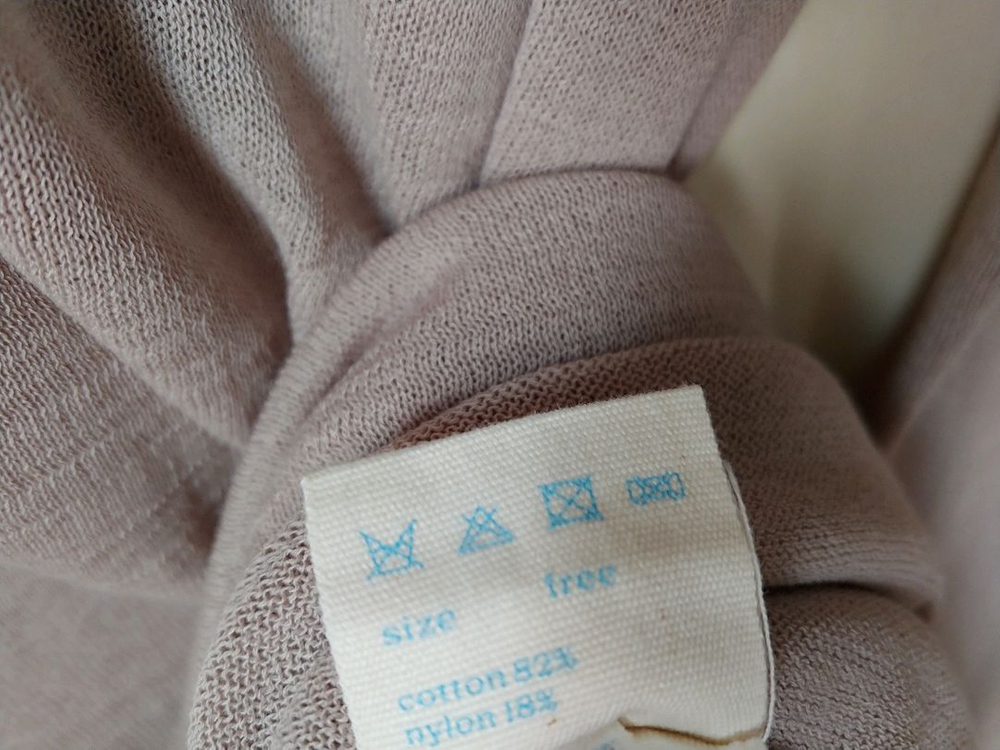 size free
cotton 82%
nylon 18%